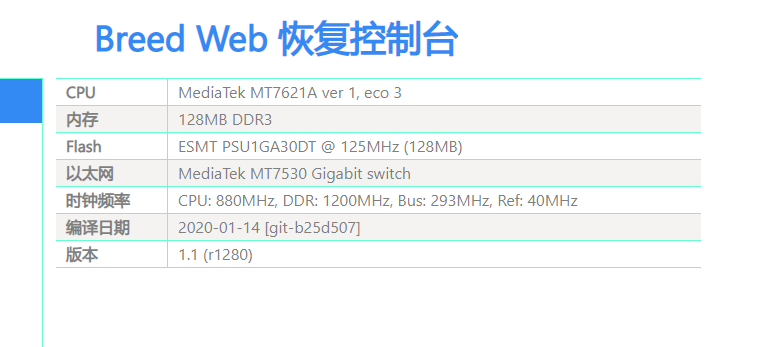 Breed Web 恢复控制台
CPU MediaTek MT7621A ver 1, eco 3
内存 128MB DDR3
Flash ESMT PSU1GA30DT @ 125MHz (128MB)
以太网 MediaTek MT7530 Gigabit switch
时钟频率 CPU: 880MHz, DDR: 1200MHz, Bus: 293MHz, Ref: 40MHz
编译日期 2020-01-14 [git-b25d507]
版本 1.1 (r1280)